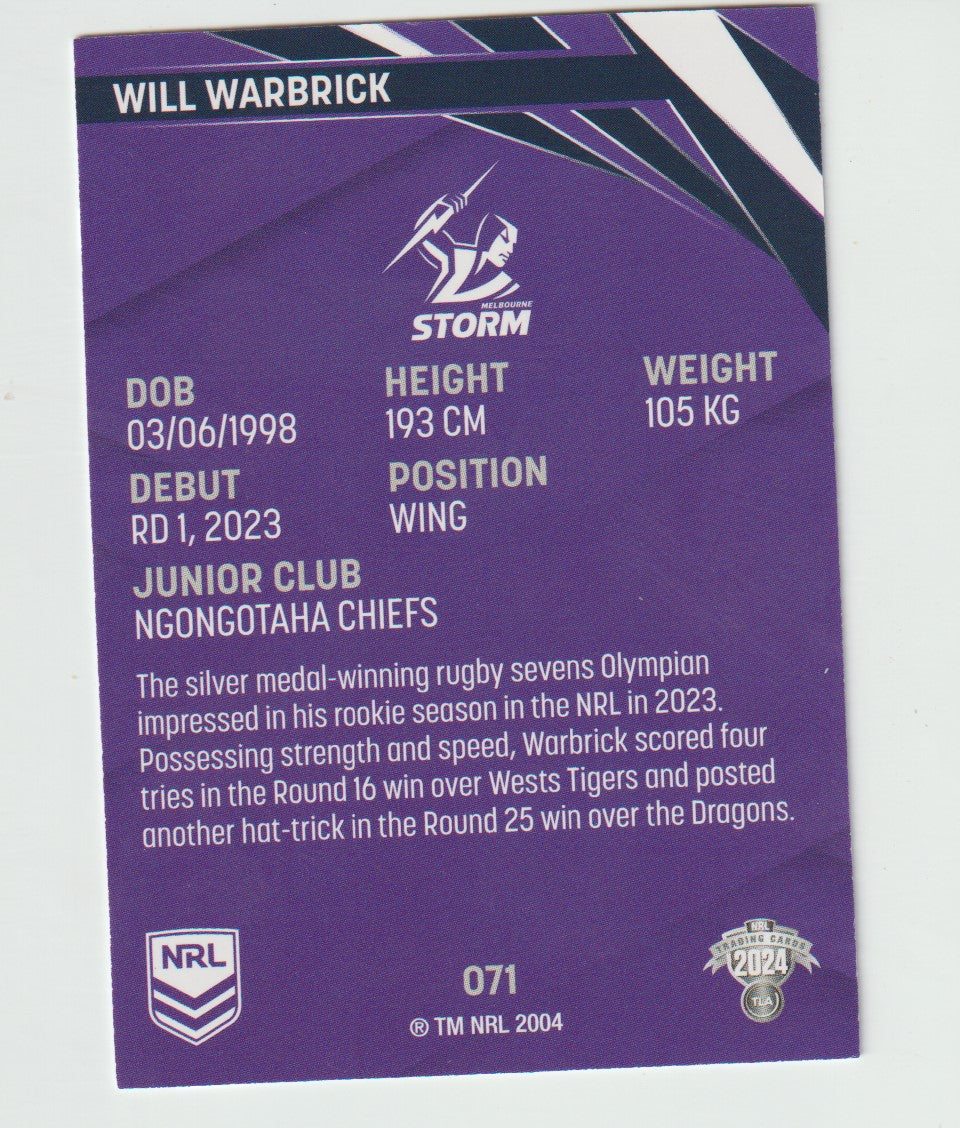 WILL WARBRICK
MELBOURNE
STORM
DOB
03/06/1998
HEIGHT
193 CM
WEIGHT
105 KG
DEBUT
RD 1, 2023
POSITION
WING
JUNIOR CLUB
NGONGOTAHA CHIEFS
The silver medal-winning rugby sevens Olympian
impressed in his rookie season in the NRL in 2023.
Possessing strength and speed, Warbrick scored four
tries in the Round 16 win over Wests Tigers and posted
another hat-trick in the Round 25 win over the Dragons.
NRL
071
® TM NRL 2004
NRL
TRADING CARDS
2024
TLA